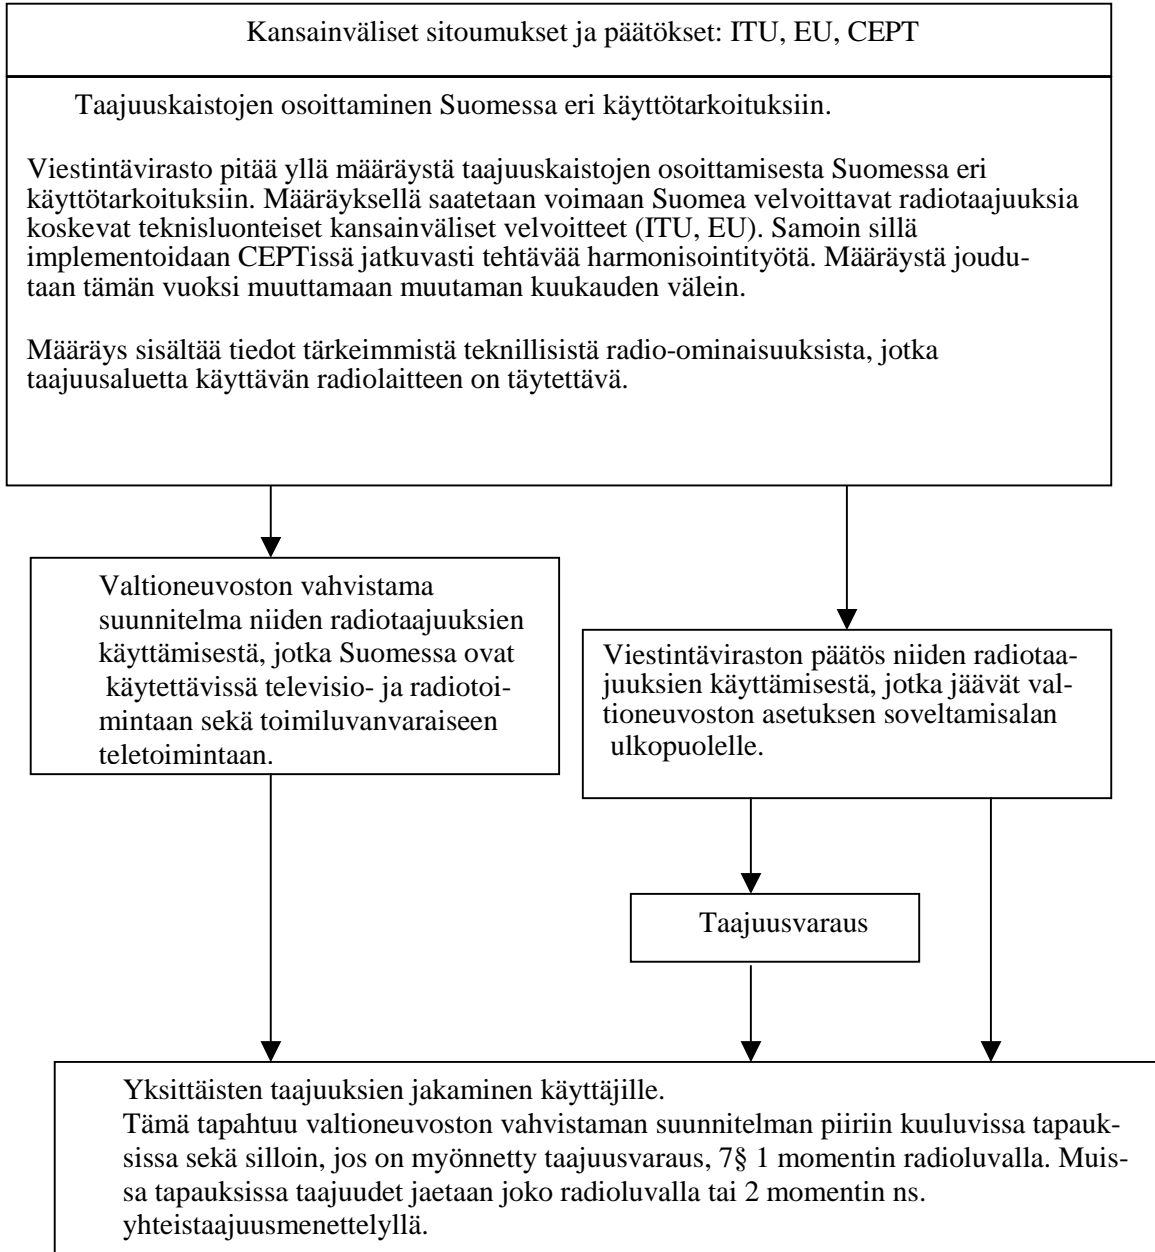 Kansainväliset sitoumukset ja päätökset: ITU, EU, CEPT
Taajuuskaistojen osoittaminen Suomessa eri käyttötarkoituksiin.
Viestintävirasto pitää yllä määräystä taajuuskaistojen osoittamisesta Suomessa eri
käyttötarkoituksiin. Määräyksellä saatetaan voimaan Suomea velvoittavat radiotaajuuksia
koskevat teknisluonteiset kansainväliset velvoitteet (ITU, EU). Samoin sillä
implementoidaan CEPTissä jatkuvasti tehtävää harmonisointityötä. Määräystä joudu-
taan tämän vuoksi muuttamaan muutaman kuukauden välein.
Määräys sisältää tiedot tärkeimmistä teknillisistä radio-ominaisuuksista, jotka
taajuusaluetta käyttävän radiolaitteen on täytettävä.
Valtioneuvoston vahvistama
suunnitelma niiden radiotaajuuksien
käyttämisestä, jotka Suomessa ovat
käytettävissä televisio- ja radiotoi-
mintaan sekä toimiluvanvaraiseen
teletoimintaan.
Viestintäviraston päätös niiden radiotaa-
juuksien käyttämisestä, jotka jäävät val-
tioneuvoston asetuksen soveltamisalan
ulkopuolelle.
Taajuusvaraus
Yksittäisten taajuuksien jakaminen käyttäjille.
Tämä tapahtuu valtioneuvoston vahvistaman suunnitelman piiriin kuuluvissa tapauk-
sissa sekä silloin, jos on myönnetty taajuusvaraus, 7§ 1 momentin radioluvalla. Muis-
sa tapauksissa taajuudet jaetaan joko radioluvalla tai 2 momentin ns.
yhteistaajuusmenettelyllä.